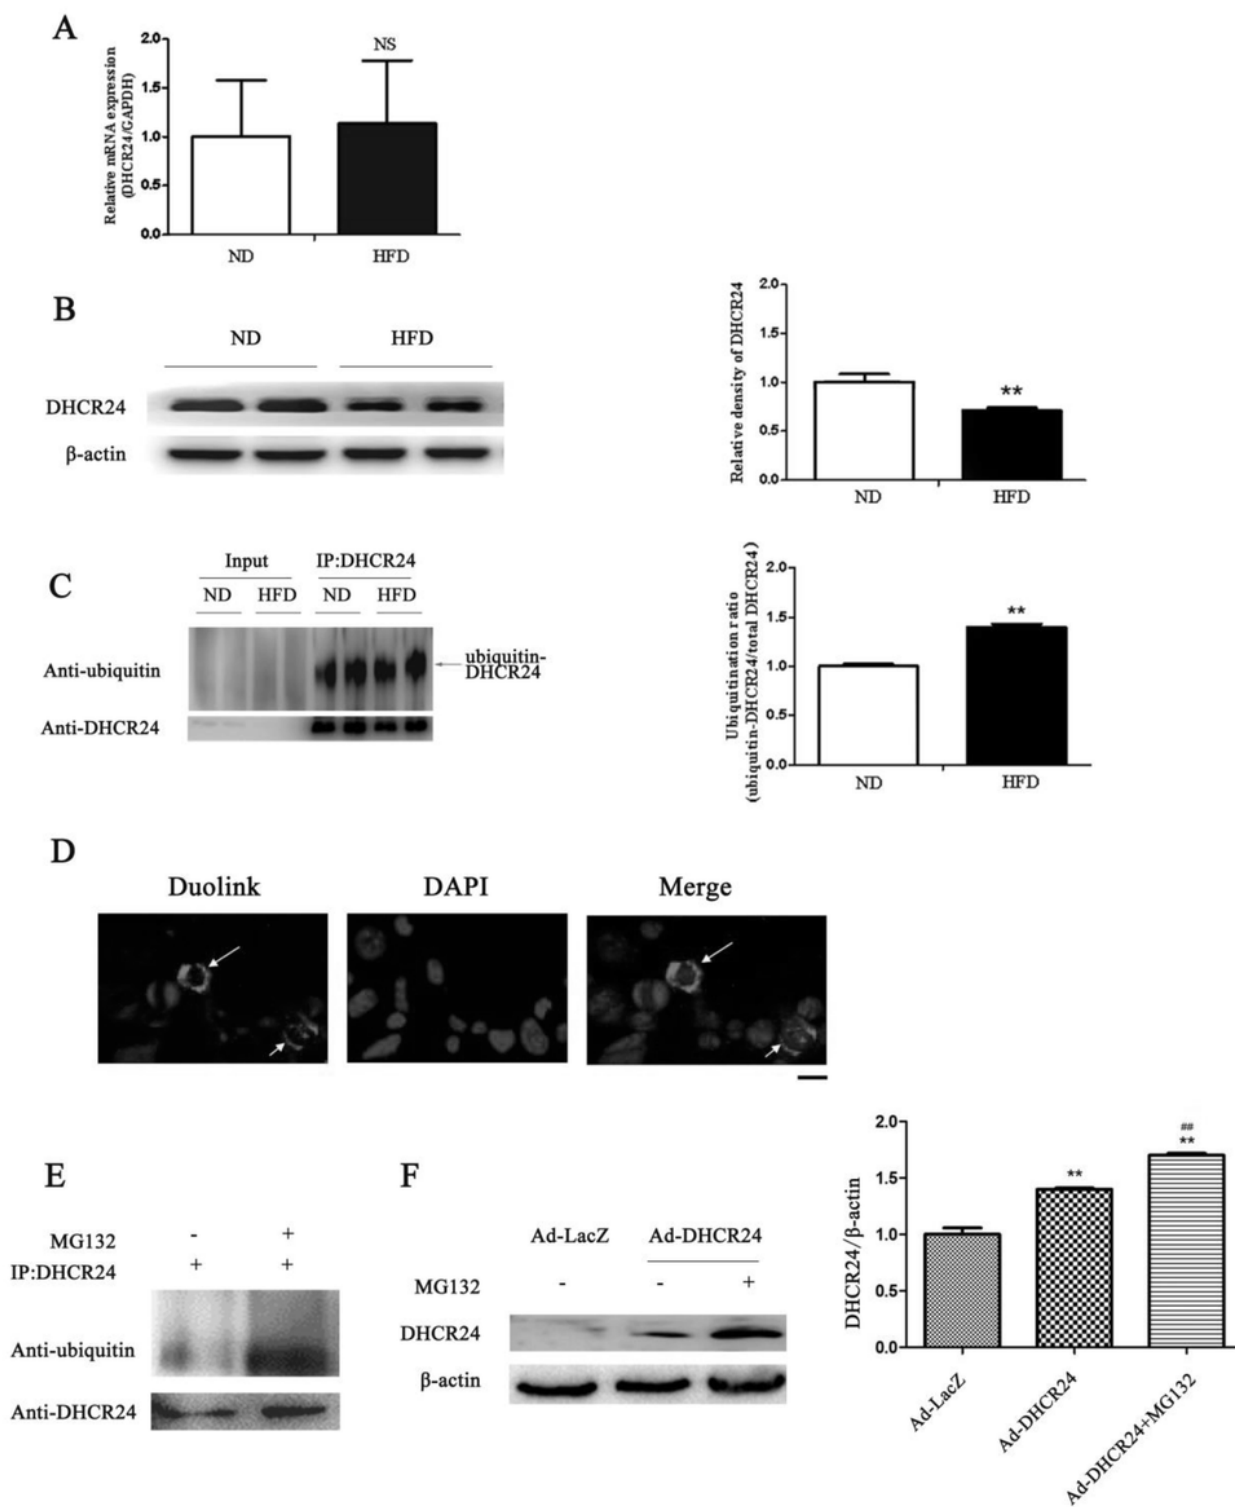 A
Relative mRNA expression
(DHCR24/GAPDH)
2.0
1.5
1.0
0.5
0.0
NS
ND
HFD
B
ND
HFD
DHCR24
β-actin
Relative density of DHCR24
2.0
1.5
1.0
0.5
0.0
**
ND
HFD
C
Input
IP:DHCR24
ND
HFD
ND
HFD
Anti-ubiquitin
ubiquitin-
DHCR24
Anti-DHCR24
Ubiquitination ratio
(ubiquitin-DHCR24/total DHCR24)
2.0
1.5
1.0
0.5
0.0
**
ND
HFD
D
Duolink
DAPI
Merge
E
MG132
-
+
IP:DHCR24
+
+
Anti-ubiquitin
Anti-DHCR24
F
Ad-LacZ
Ad-DHCR24
MG132
-
-
+
DHCR24
β-actin
DHCR24/β-actin
2.0
1.5
1.0
0.5
0.0
**
##
**
Ad-LacZ
Ad-DHCR24
Ad-DHCR24+MG132